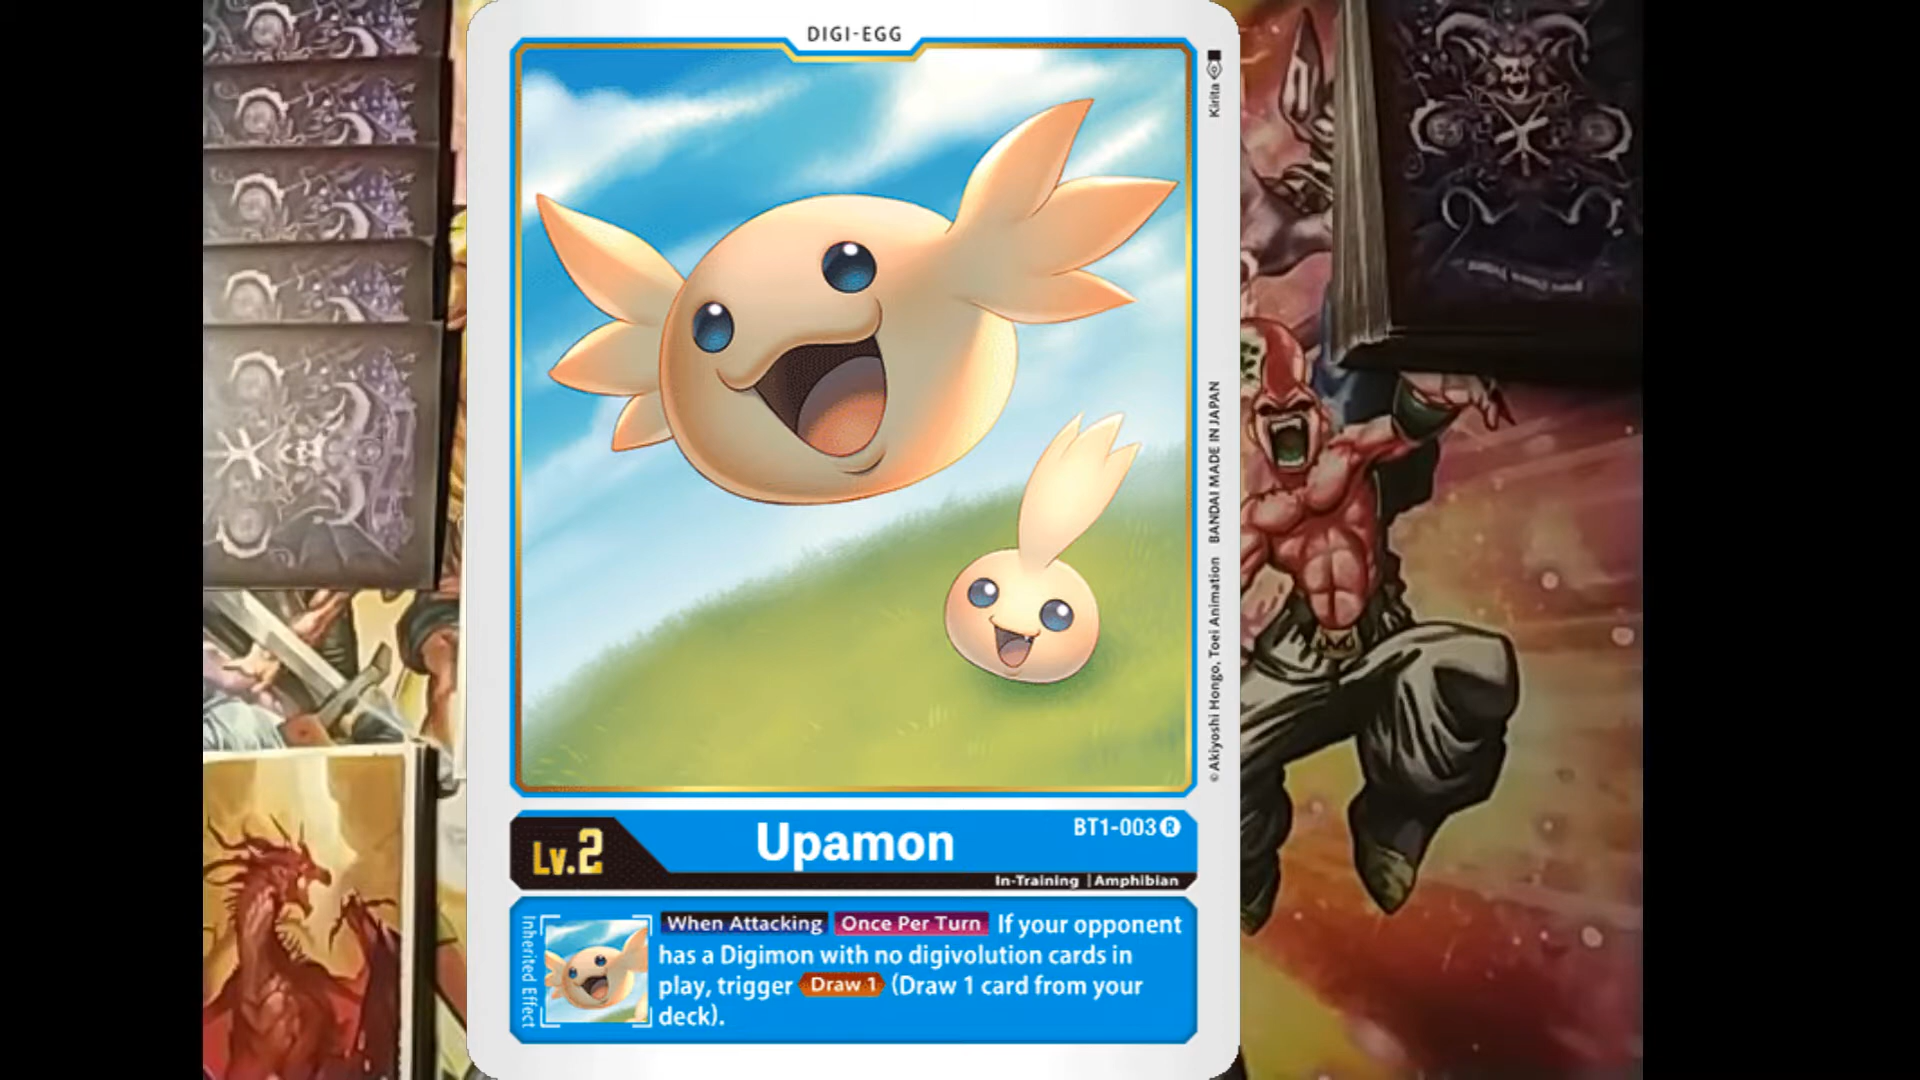 DIGI-EGG
Kirita
© Akiyoshi Hongo, Toei Animation BANDAI MADE IN JAPAN
Lv.2
Upamon
BT1-003 R
In-Training | Amphibian
Inherited Effect
When Attacking Once Per Turn If your opponent
has a Digimon with no digivolution cards in
play, trigger Draw 1 (Draw 1 card from your
deck).